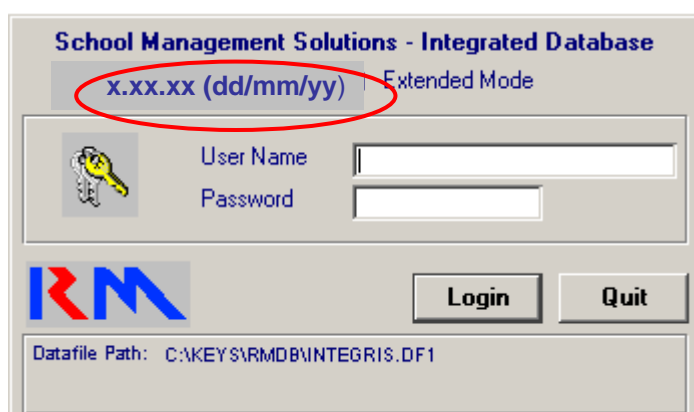 School Management Solutions - Integrated Database
x.xx.xx (dd/mm/yy) Extended Mode
User Name
Password
RM
Login Quit
Datafile Path: C:\KEYS\RMDB\INTEGRIS.DF1